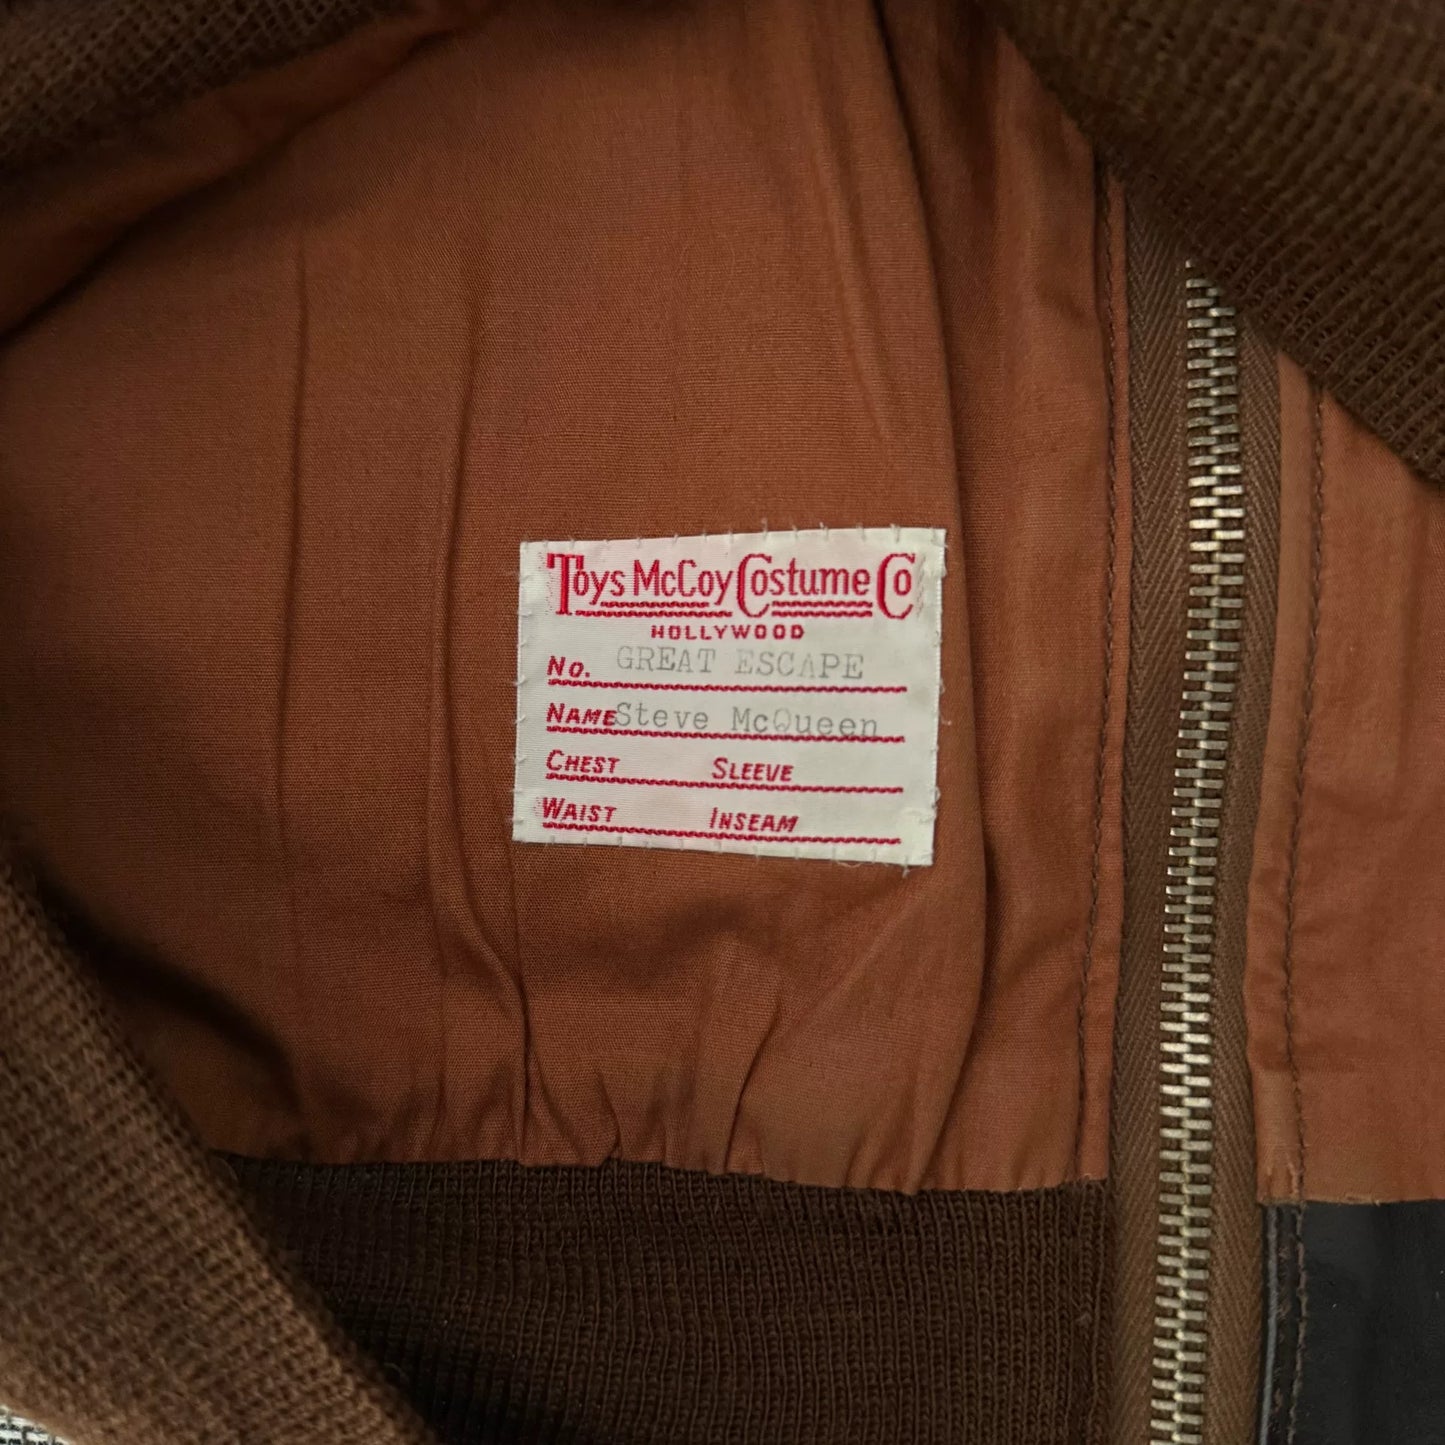 Toys McCoy Costume Co
HOLLYWOOD
No. GREAT ESCAPE
NAME Steve McQueen
CHEST SLEEVE
WAIST INSEAM